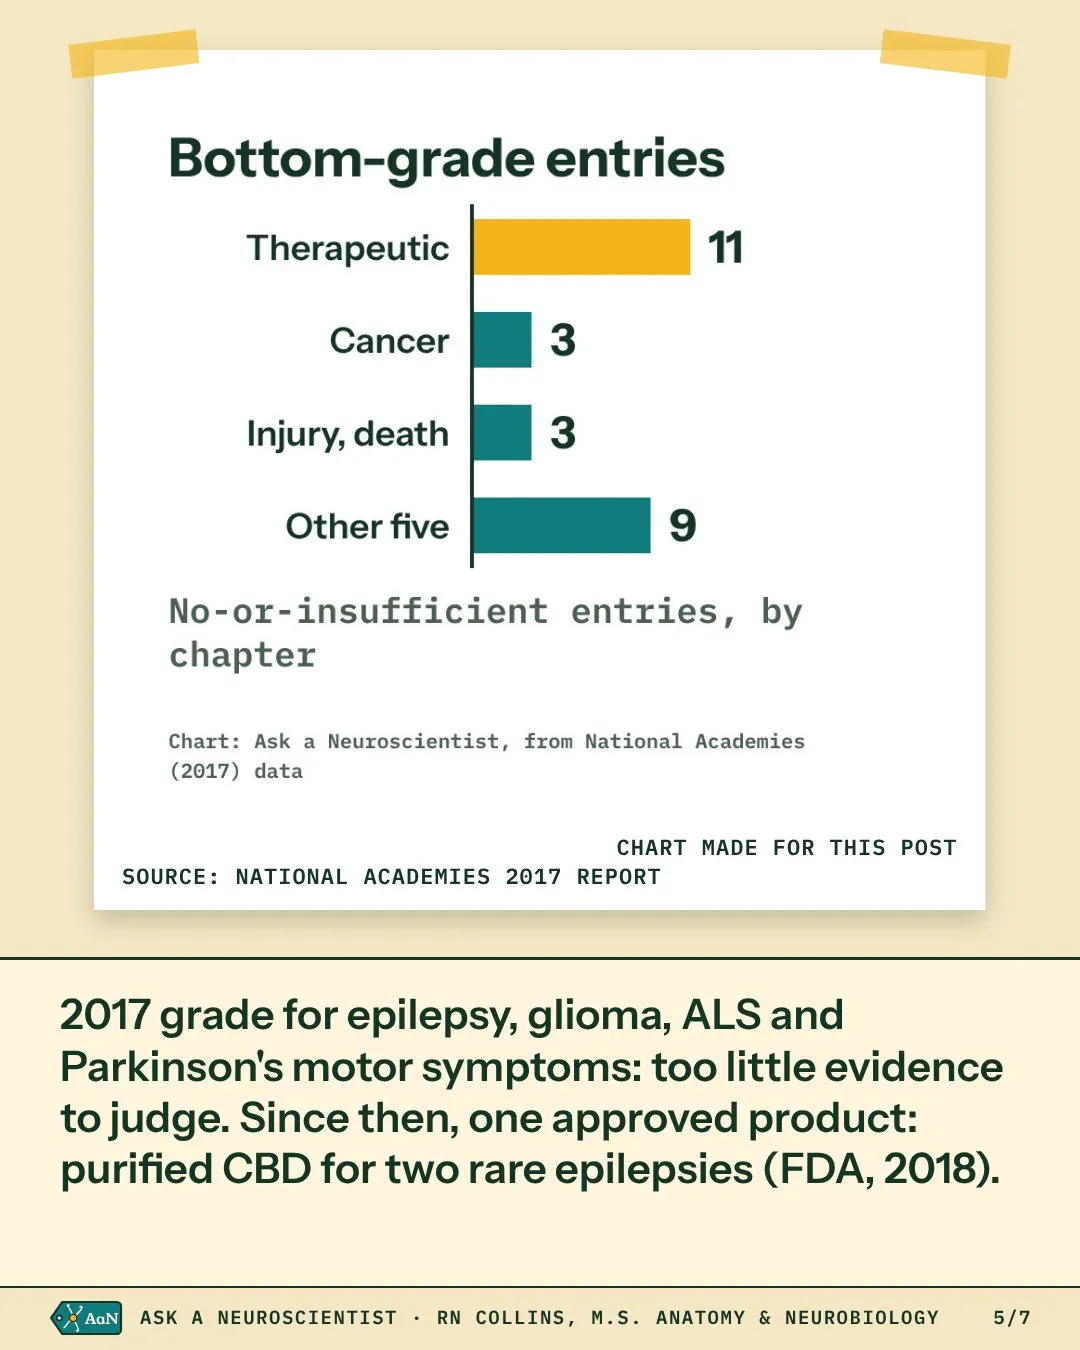 Bottom-grade entries
Therapeutic 11
Cancer 3
Injury, death 3
Other five 9
No-or-insufficient entries, by
chapter
Chart: Ask a Neuroscientist, from National Academies
(2017) data
CHART MADE FOR THIS POST
SOURCE: NATIONAL ACADEMIES 2017 REPORT
2017 grade for epilepsy, glioma, ALS and
Parkinson's motor symptoms: too little evidence
to judge. Since then, one approved product:
purified CBD for two rare epilepsies (FDA, 2018).
AaN ASK A NEUROSCIENTIST · RN COLLINS, M.S. ANATOMY & NEUROBIOLOGY 5/7